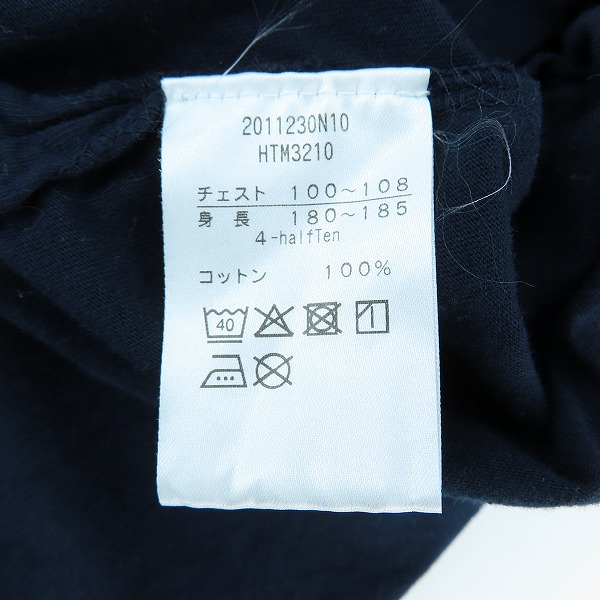 2011230N10
HTM3210
チェスト 100～108
身 長 180～185
4-halfTen
コットン 100%
40